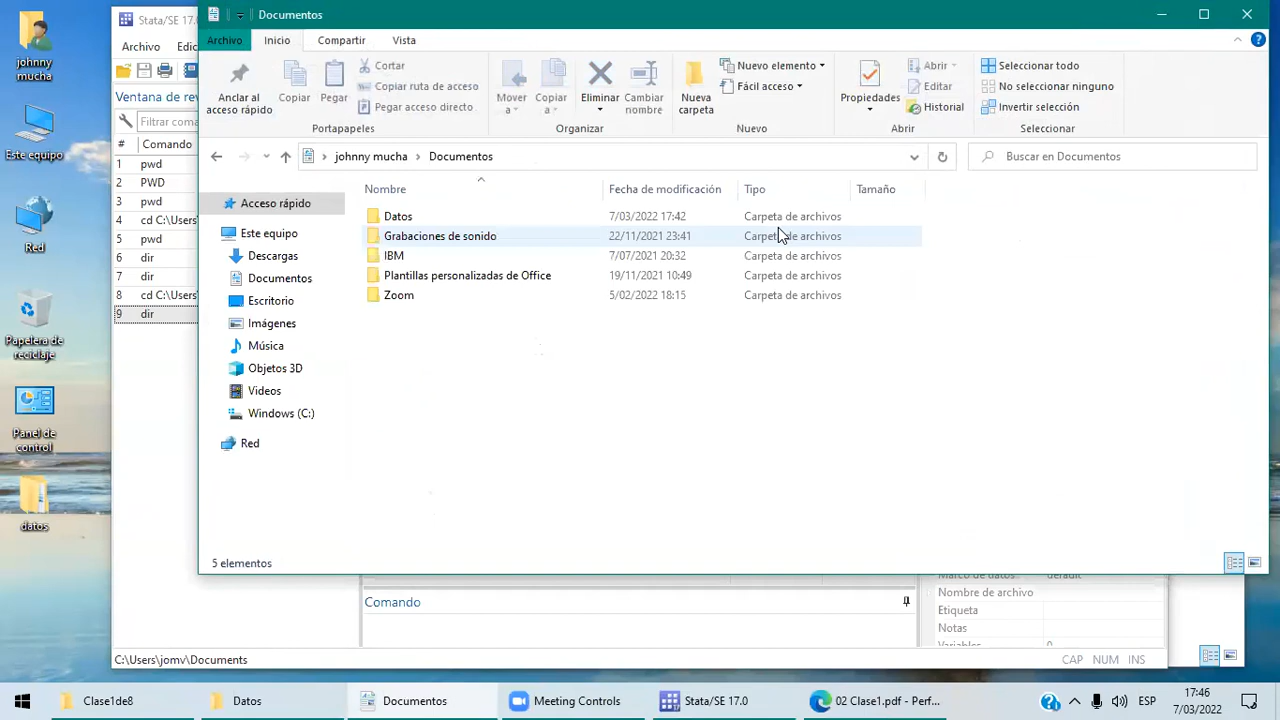 johnny
mucha
Este equipo
Red
Papelera de
reciclaje
Panel de
control
datos
Stata/SE 17.0
Archivo
Ventana de re
Filtrar coma
# Comando
1 pwd
2 PWD
3 pwd
4 cd C:\Users
5 pwd
6 dir
7 dir
8 cd C:\Users'
9 dir
C:\Users\jomv\Documents
Documentos
Archivo Inicio Compartir Vista
Anclar al
acceso rápido
Copiar Pegar
Cortar
Copiar ruta de acceso
Pegar acceso directo
Portapapeles
Mover
a
Copiar
a
Eliminar Cambiar
nombre
Organizar
Nueva
carpeta
Nuevo elemento
Fácil acceso
Nuevo
Propiedades
Abrir
Editar
Historial
Abrir
Seleccionar todo
No seleccionar ninguno
Invertir selección
Seleccionar
johnny mucha Documentos
Buscar en Documentos
Acceso rápido
Este equipo
Descargas
Documentos
Escritorio
Imágenes
Música
Objetos 3D
Videos
Windows (C:)
Red
Nombre Fecha de modificación Tipo Tamaño
Datos 7/03/2022 17:42 Carpeta de archivos
Grabaciones de sonido 22/11/2021 23:41 Carpeta de archivos
IBM 7/07/2021 20:32 Carpeta de archivos
Plantillas personalizadas de Office 19/11/2021 10:49 Carpeta de archivos
Zoom 5/02/2022 18:15 Carpeta de archivos
5 elementos
Comando
Marco de datos
Nombre de archivo
Etiqueta
Notas
Variables 0
CAP NUM INS
Clase1de8 Datos Documentos Meeting Controls Stata/SE 17.0 02 Clase1.pdf - Perf...
ESP
17:46
7/03/2022